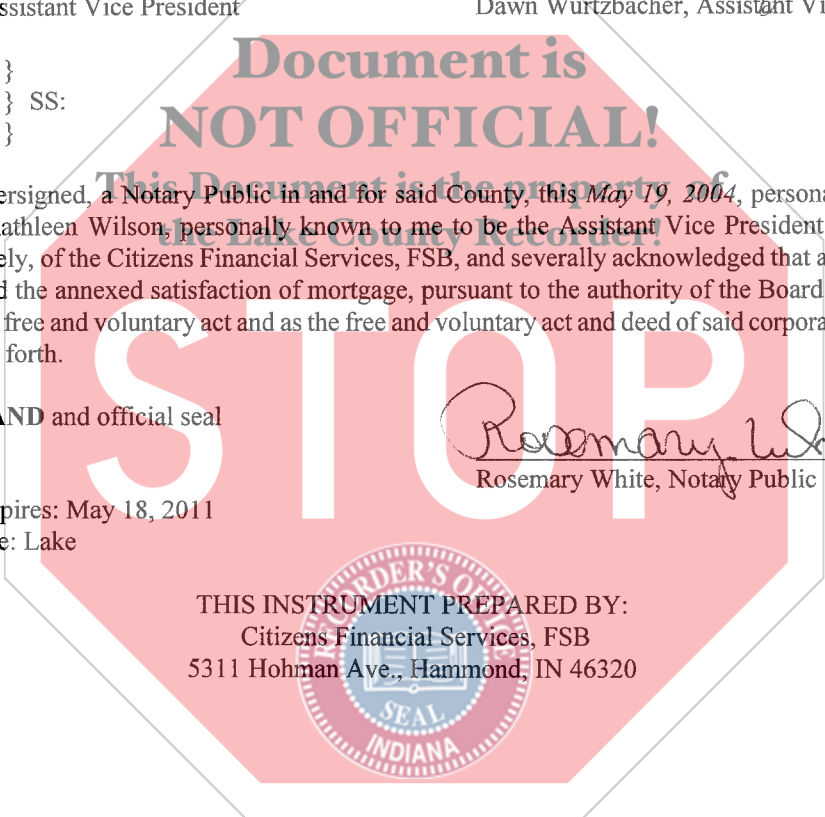 ssistant Vice President Dawn Wurtzbacher, Assistant Vi
Document is
}
} SS:
NOT OFFICIAL!
}
This Document is the property of
ersigned, a Notary Public in and for said County, this May 19, 2004, persona
athleen Wilson, personally known to me to be the Assistant Vice President
the Lake County Recorder!
ely, of the Citizens Financial Services, FSB, and severally acknowledged that a
d the annexed satisfaction of mortgage, pursuant to the authority of the Board
free and voluntary act and as the free and voluntary act and deed of said corpora
forth.
STOP
AND and official seal
Rosemary Wh
Rosemary White, Notary Public
pires: May 18, 2011
e: Lake
RECORDER'S OFFICE
THIS INSTRUMENT PREPARED BY:
Citizens Financial Services, FSB
5311 Hohman Ave., Hammond, IN 46320
SEAL
INDIANA